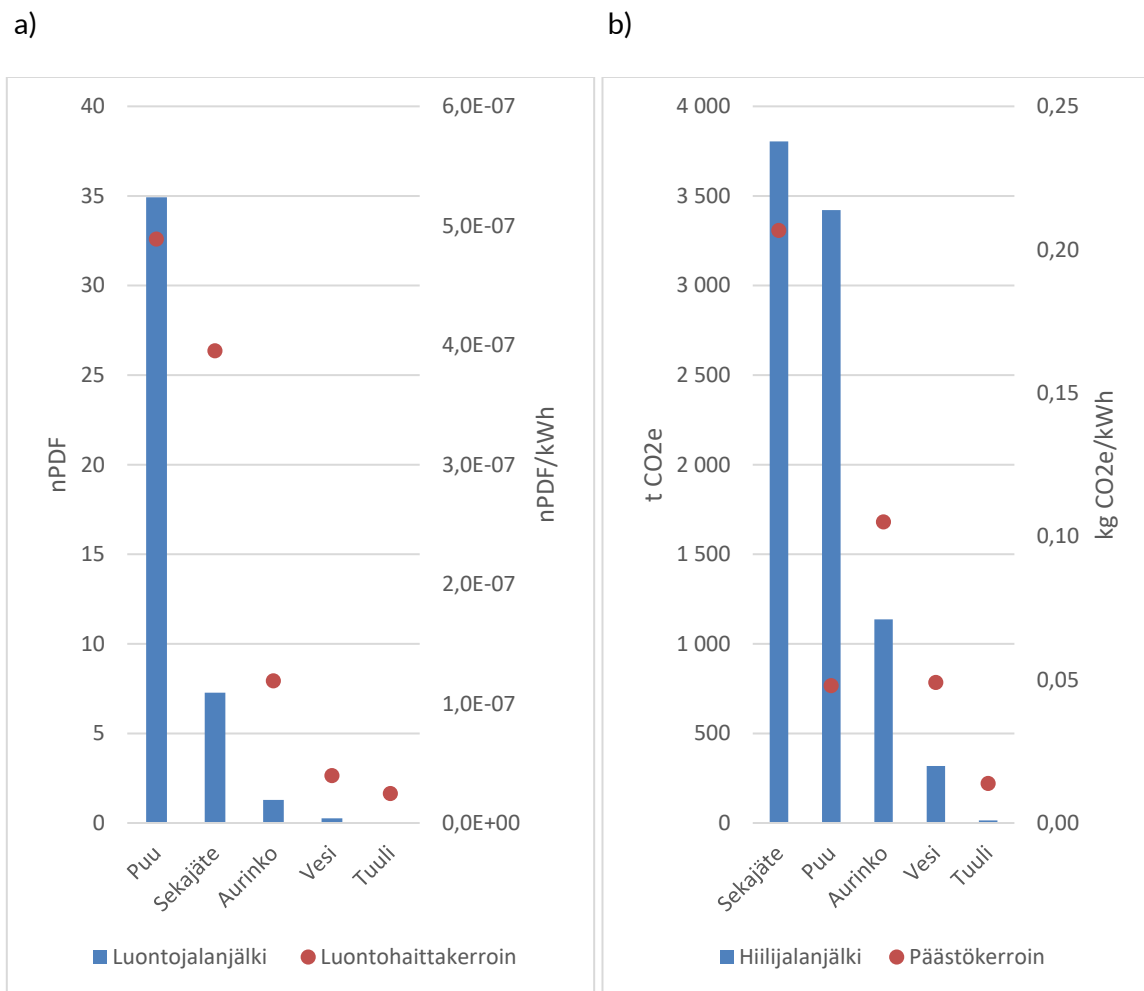 a)
40
35
30
25
20
15
10
5
0
nPDF
6,0E-07
5,0E-07
4,0E-07
3,0E-07
2,0E-07
1,0E-07
0,0E+00
nPDF/kWh
Puu
Sekajäte
Aurinko
Vesi
Tuuli
Luontojalanjälki
Luontohaittakerroin
b)
4 000
3 500
3 000
2 500
2 000
1 500
1 000
500
0
t CO2e
0,25
0,20
0,15
0,10
0,05
0,00
kg CO2e/kWh
Sekajäte
Puu
Aurinko
Vesi
Tuuli
Hiilijalanjälki
Päästökerroin